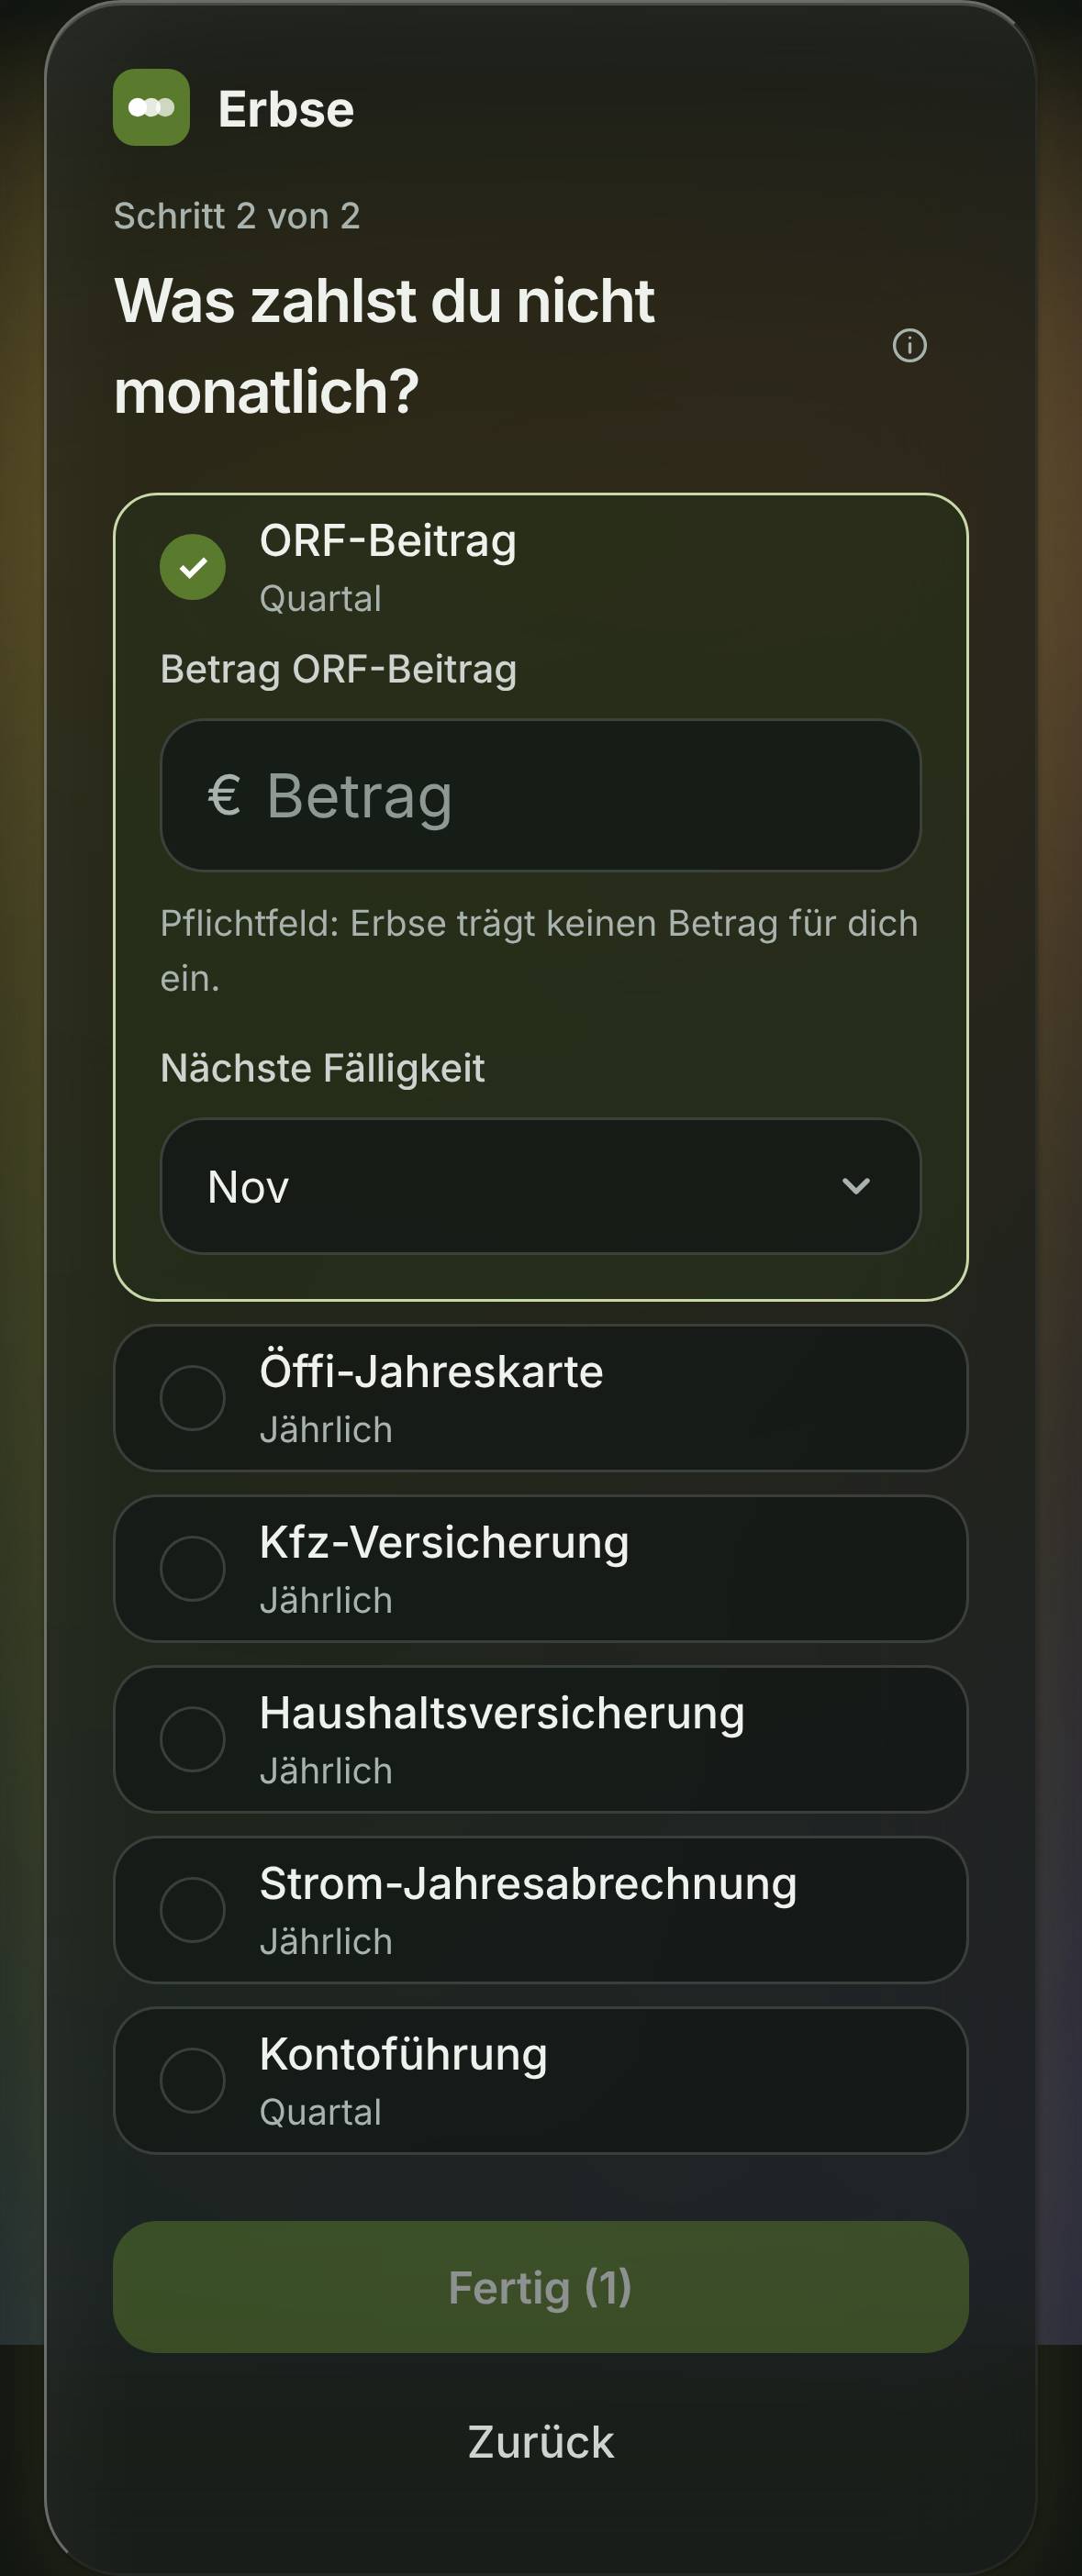 Erbse
Schritt 2 von 2
Was zahlst du nicht
monatlich?
ORF-Beitrag
Quartal
Betrag ORF-Beitrag
€ Betrag
Pflichtfeld: Erbse trägt keinen Betrag für dich
ein.
Nächste Fälligkeit
Nov
Öffi-Jahreskarte
Jährlich
Kfz-Versicherung
Jährlich
Haushaltsversicherung
Jährlich
Strom-Jahresabrechnung
Jährlich
Kontoführung
Quartal
Fertig (1)
Zurück